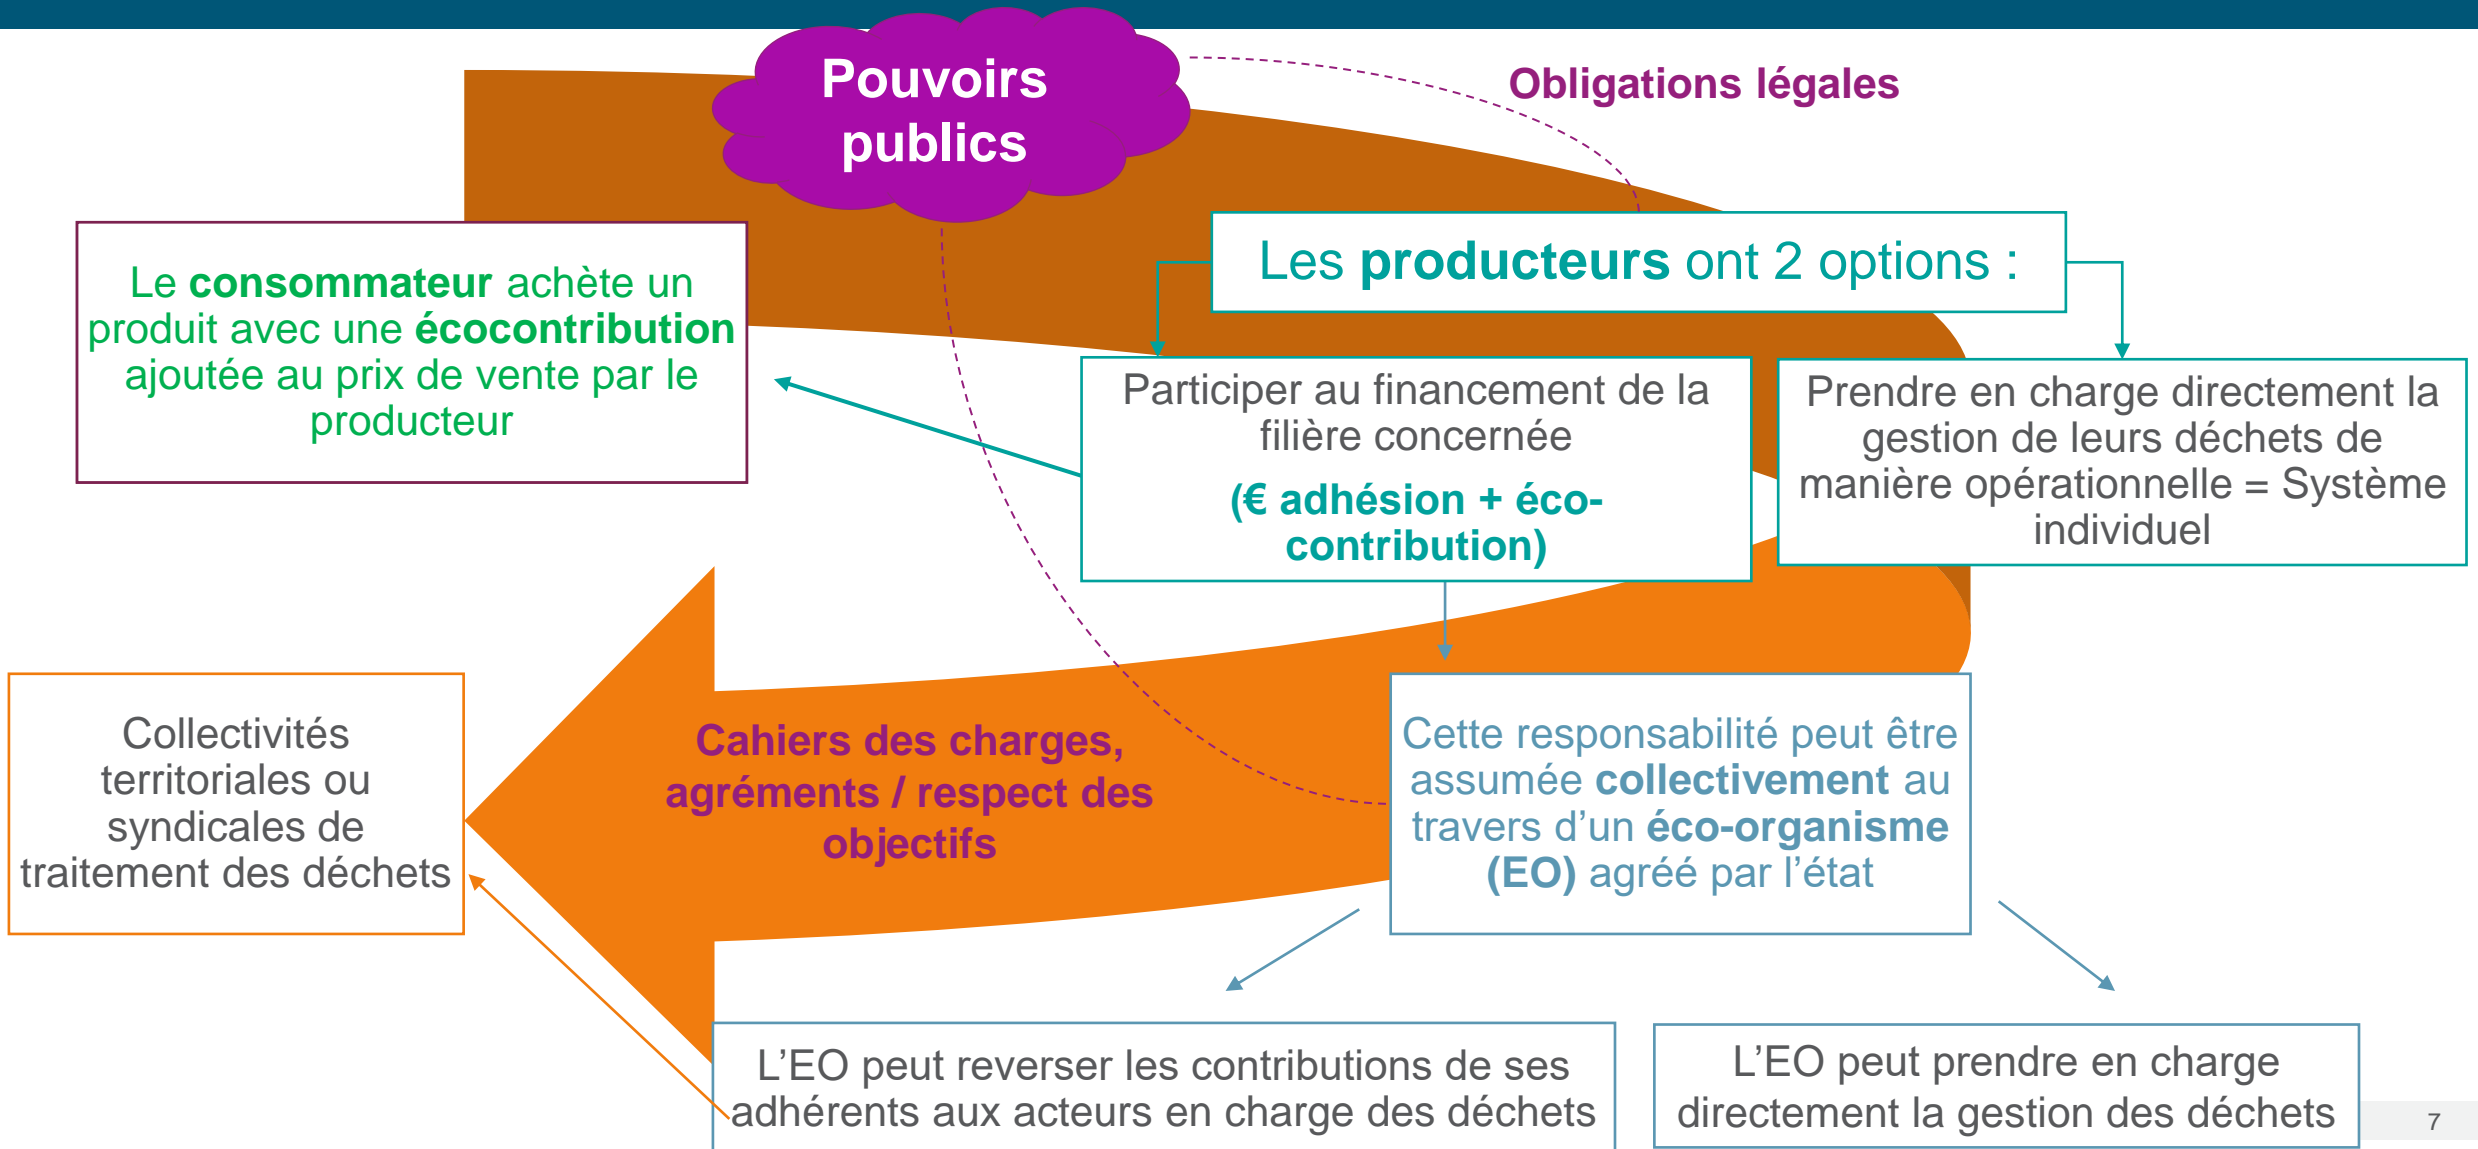 Pouvoirs
publics
Obligations légales
Le consommateur achète un
produit avec une écocontribution
ajoutée au prix de vente par le
producteur
Les producteurs ont 2 options :
Participer au financement de la
filière concernée
(€ adhésion + éco-
contribution)
Prendre en charge directement la
gestion de leurs déchets de
manière opérationnelle = Système
individuel
Collectivités
territoriales ou
syndicales de
traitement des déchets
Cahiers des charges,
agréments / respect des
objectifs
Cette responsabilité peut être
assumée collectivement au
travers d’un éco-organisme
(EO) agréé par l’état
L’EO peut reverser les contributions de ses
adhérents aux acteurs en charge des déchets
L’EO peut prendre en charge
directement la gestion des déchets
7